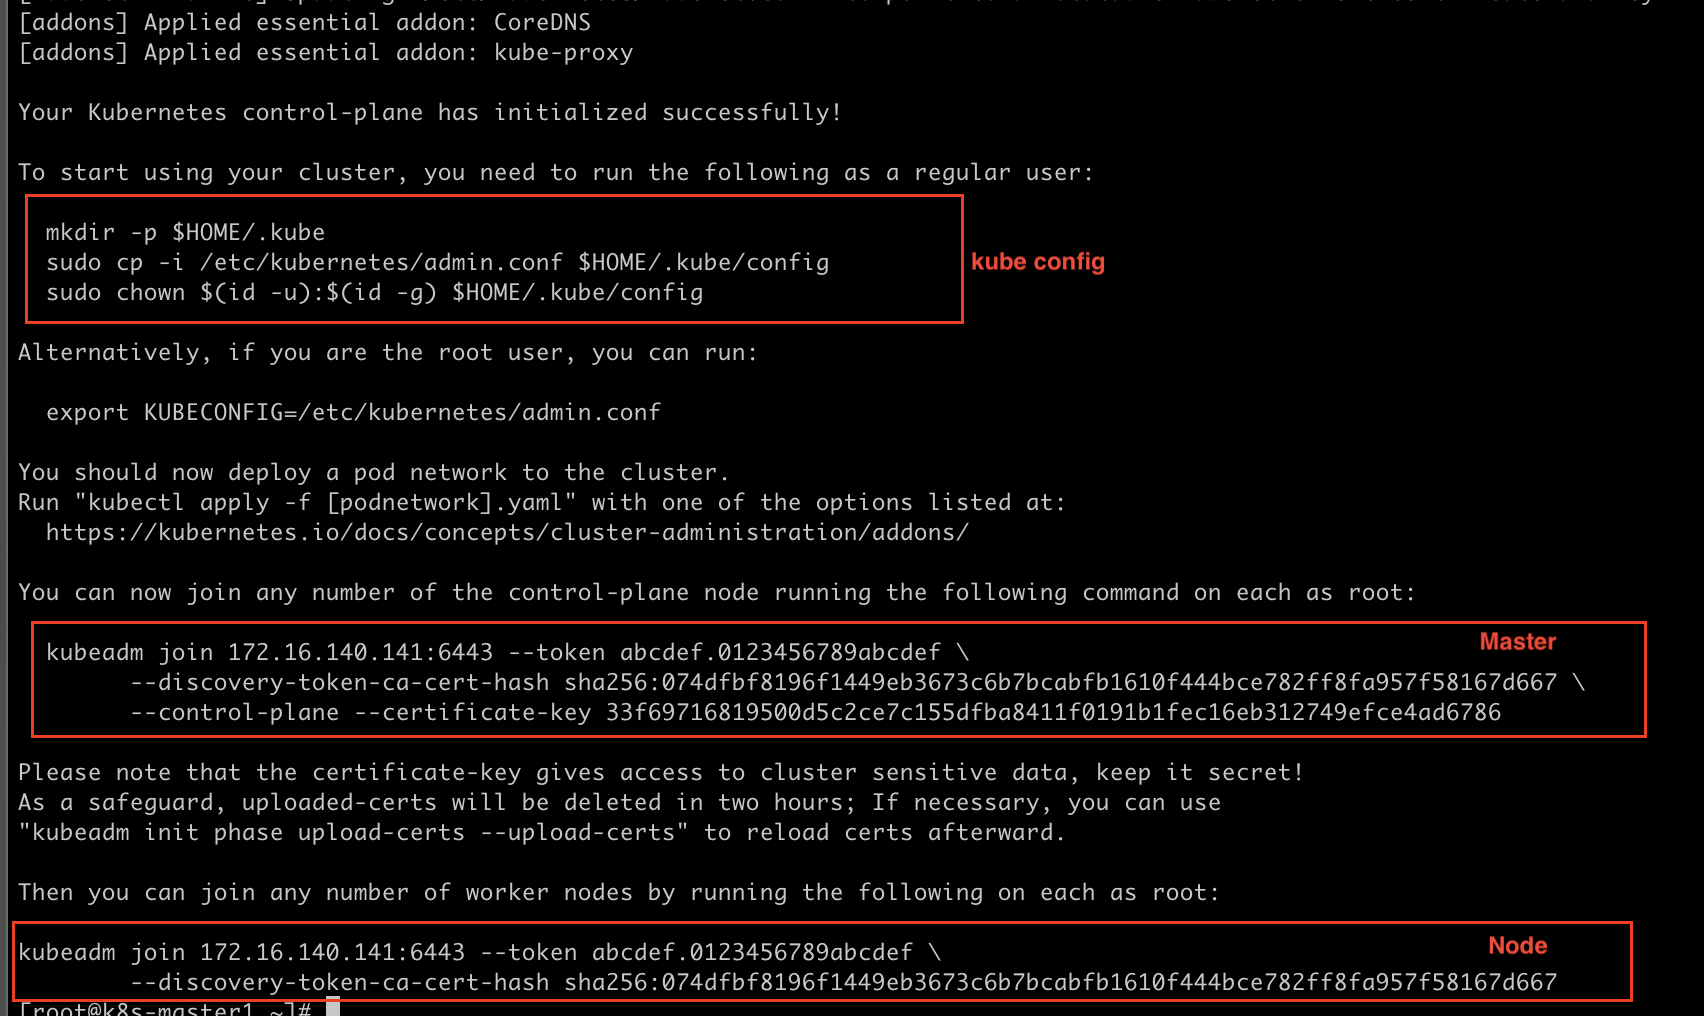 [addons] Applied essential addon: CoreDNS
[addons] Applied essential addon: kube-proxy
Your Kubernetes control-plane has initialized successfully!
To start using your cluster, you need to run the following as a regular user:
mkdir -p $HOME/.kube
sudo cp -i /etc/kubernetes/admin.conf $HOME/.kube/config
sudo chown $(id -u):$(id -g) $HOME/.kube/config
kube config
Alternatively, if you are the root user, you can run:
export KUBECONFIG=/etc/kubernetes/admin.conf
You should now deploy a pod network to the cluster.
Run "kubectl apply -f [podnetwork].yaml" with one of the options listed at:
https://kubernetes.io/docs/concepts/cluster-administration/addons/
You can now join any number of the control-plane node running the following command on each as root:
Master
kubeadm join 172.16.140.141:6443 --token abcdef.0123456789abcdef \
--discovery-token-ca-cert-hash sha256:074dfbf8196f1449eb3673c6b7bcabfb1610f444bce782ff8fa957f58167d667 \
--control-plane --certificate-key 33f69716819500d5c2ce7c155dfba8411f0191b1fec16eb312749efce4ad6786
Please note that the certificate-key gives access to cluster sensitive data, keep it secret!
As a safeguard, uploaded-certs will be deleted in two hours; If necessary, you can use
"kubeadm init phase upload-certs --upload-certs" to reload certs afterward.
Then you can join any number of worker nodes by running the following on each as root:
Node
kubeadm join 172.16.140.141:6443 --token abcdef.0123456789abcdef \
--discovery-token-ca-cert-hash sha256:074dfbf8196f1449eb3673c6b7bcabfb1610f444bce782ff8fa957f58167d667
[root@k8s-master1 ~]#